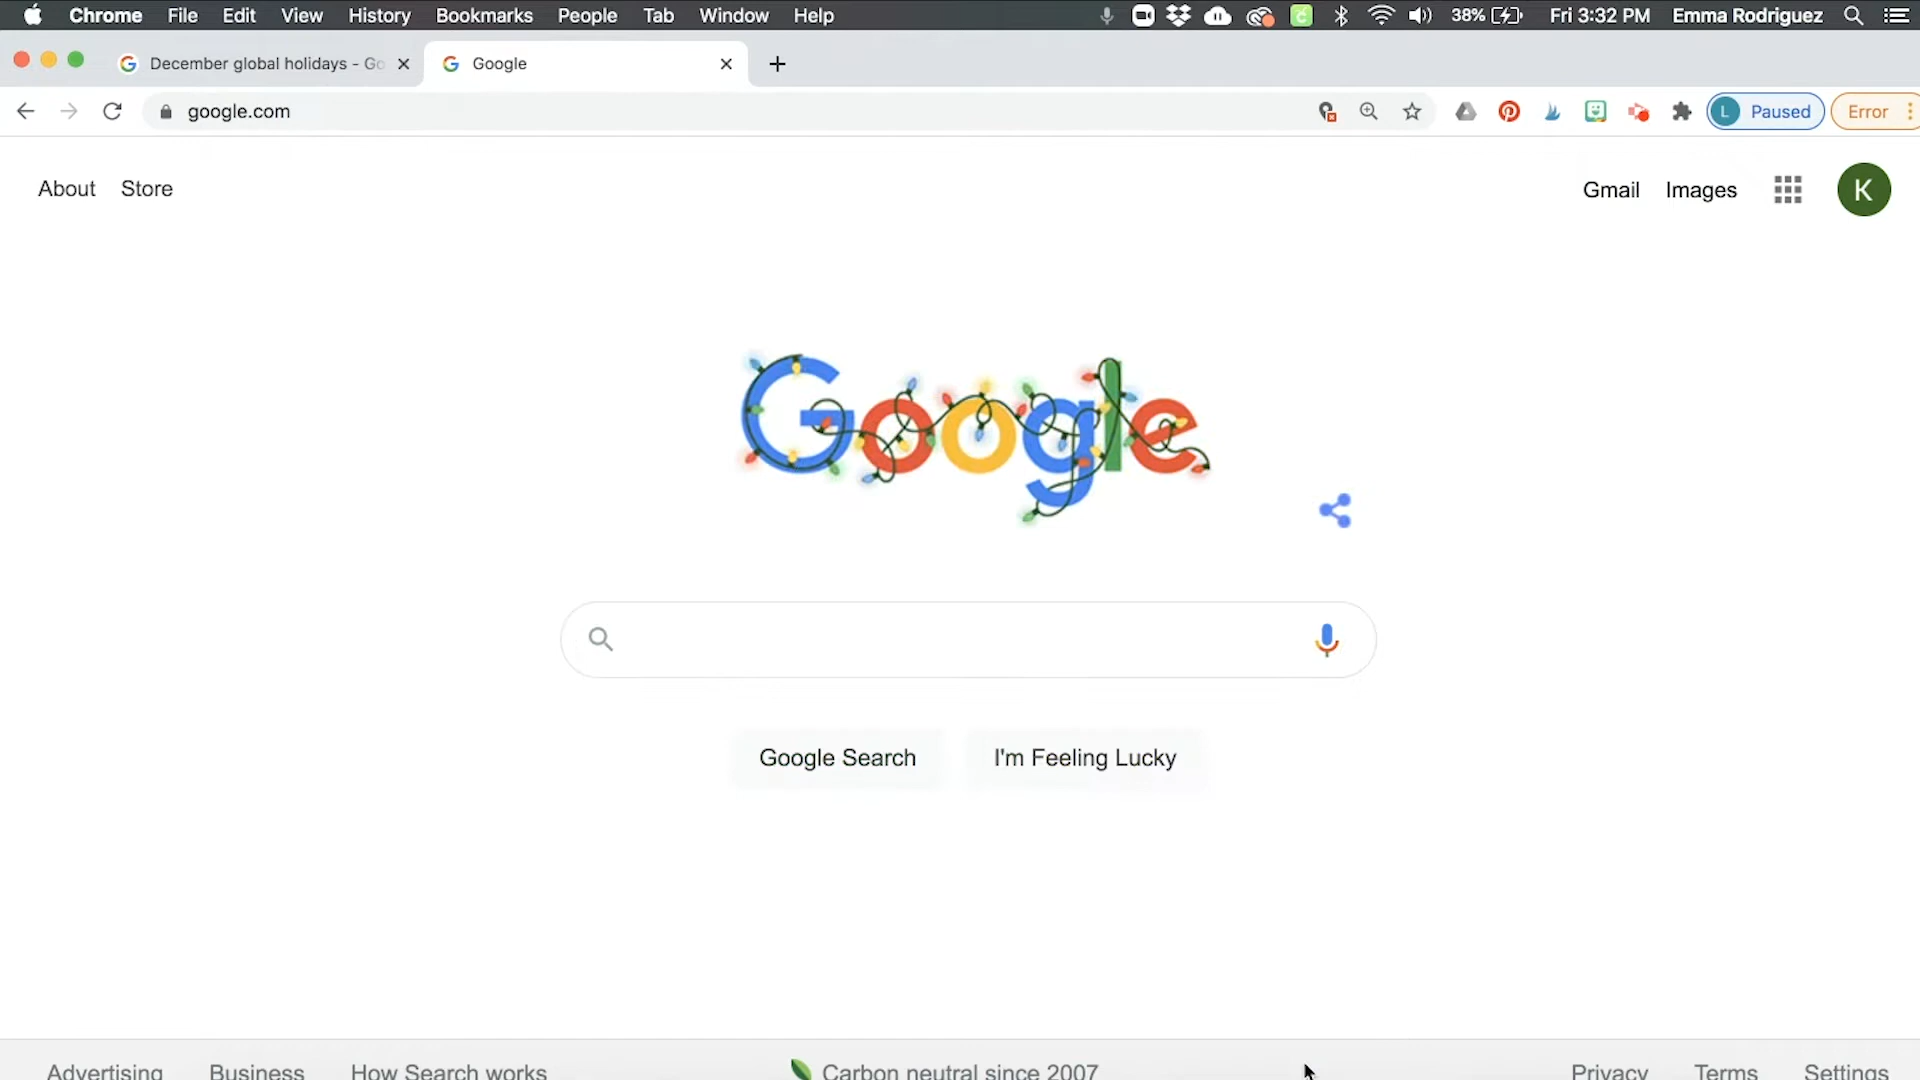 Chrome File Edit View History Bookmarks People Tab Window Help 38% Fri 3:32 PM Emma Rodriguez
December global holidays - Go Google
google.com L Paused Error
About Store Gmail Images K
Google
Google Search I'm Feeling Lucky
Advertising Business How Search works Carbon neutral since 2007 Privacy Terms Settings